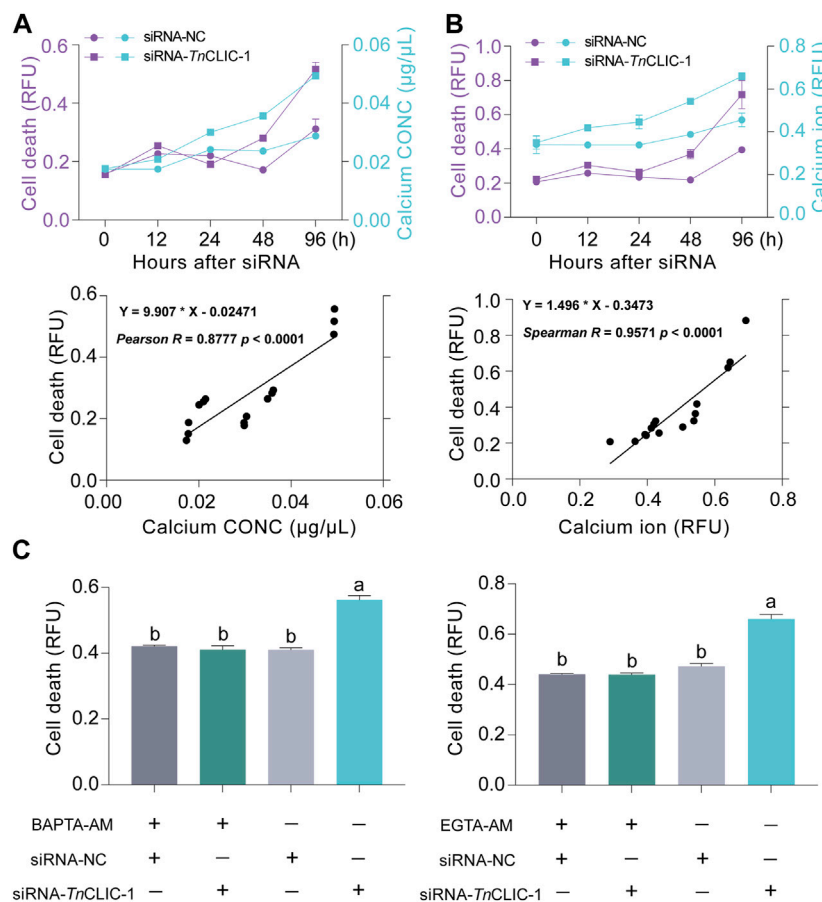 A
siRNA-NC
siRNA-TnCLIC-1
Cell death (RFU)
0.6
0.4
0.2
0.0
0.06
0.04
0.02
0.00
Calcium CONC (µg/µL)
0 12 24 48 96 (h)
Hours after siRNA
B
siRNA-NC
siRNA-TnCLIC-1
Cell death (RFU)
1.0
0.8
0.6
0.4
0.2
0.0
0.8
0.6
0.4
0.2
0.0
Calcium ion (RFU)
0 12 24 48 96 (h)
Hours after siRNA
Y = 9.907 * X - 0.02471
Pearson R = 0.8777 p < 0.0001
Cell death (RFU)
0.6
0.4
0.2
0.0
0.00 0.02 0.04 0.06
Calcium CONC (µg/µL)
Y = 1.496 * X - 0.3473
Spearman R = 0.9571 p < 0.0001
Cell death (RFU)
1.0
0.8
0.6
0.4
0.2
0.0
0.0 0.2 0.4 0.6 0.8
Calcium ion (RFU)
C
Cell death (RFU)
0.6
0.4
0.2
0.0
b b b a
BAPTA-AM + + − −
siRNA-NC + − + −
siRNA-TnCLIC-1 − + − +
Cell death (RFU)
0.8
0.6
0.4
0.2
0.0
b b b a
EGTA-AM + + − −
siRNA-NC + − + −
siRNA-TnCLIC-1 − + − +